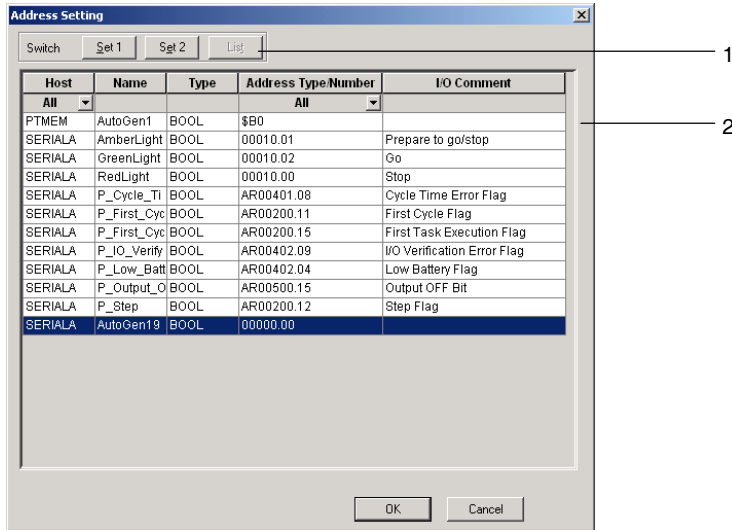 Address Setting
Switch Set 1 Set 2 List 1
Host Name Type Address Type/Number I/O Comment
All All
PTMEM AutoGen1 BOOL $B0
2
SERIALA AmberLight BOOL 00010.01 Prepare to go/stop
SERIALA GreenLight BOOL 00010.02 Go
SERIALA RedLight BOOL 00010.00 Stop
SERIALA P_Cycle_Ti BOOL AR00401.08 Cycle Time Error Flag
SERIALA P_First_Cyc BOOL AR00200.11 First Cycle Flag
SERIALA P_First_Cyc BOOL AR00200.15 First Task Execution Flag
SERIALA P_IO_Verify BOOL AR00402.09 I/O Verification Error Flag
SERIALA P_Low_Batt BOOL AR00402.04 Low Battery Flag
SERIALA P_Output_O BOOL AR00500.15 Output OFF Bit
SERIALA P_Step BOOL AR00200.12 Step Flag
SERIALA AutoGen19 BOOL 00000.00
OK Cancel